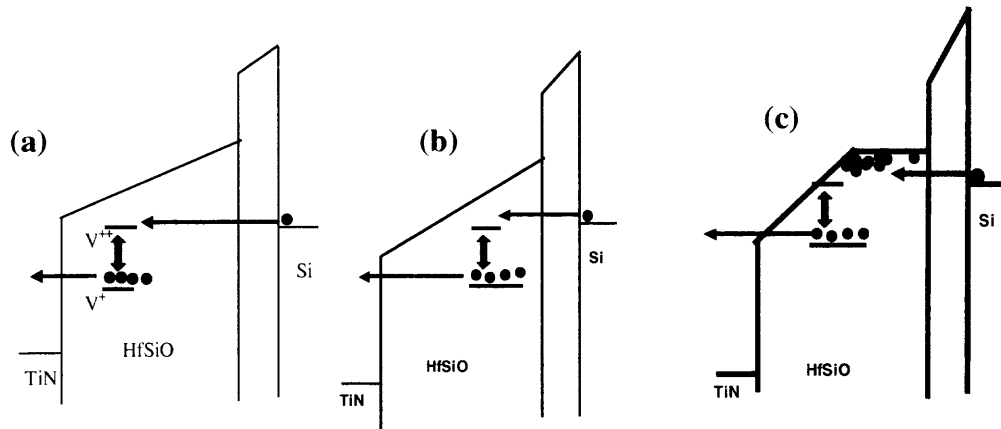 (a)
V++
V+
Si
HfSiO
TiN
(b)
Si
HfSiO
TiN
(c)
Si
HfSiO
TiN